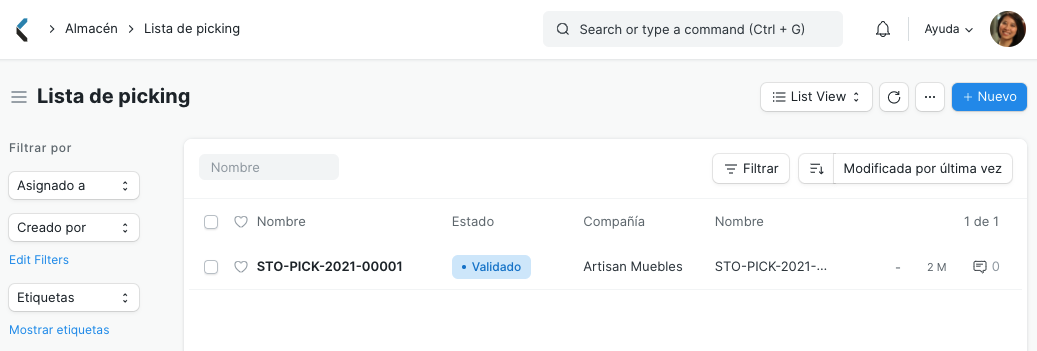 Almacén
Lista de picking
Search or type a command (Ctrl + G)
Ayuda
Lista de picking
List View
...
+ Nuevo
Filtrar por
Asignado a
Creado por
Edit Filters
Etiquetas
Mostrar etiquetas
Nombre
Filtrar
Modificada por última vez
Nombre Estado Compañía Nombre 1 de 1
STO-PICK-2021-00001 • Validado Artisan Muebles STO-PICK-2021-... - 2 M 0